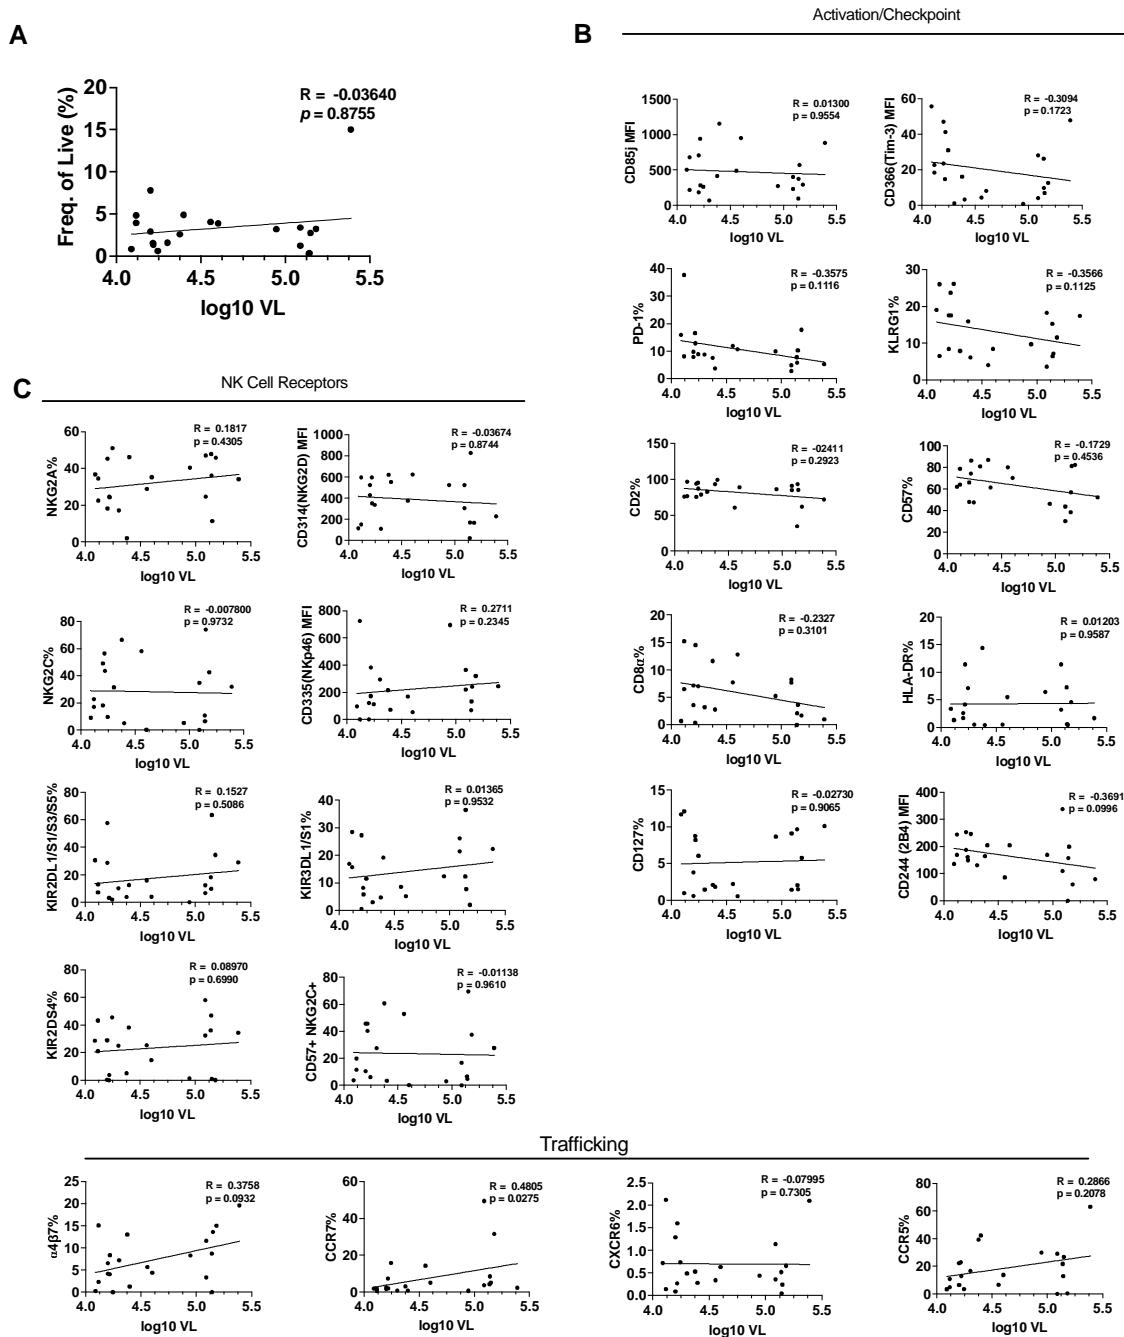 Activation/Checkpoint
A
B
20
15
10
5
0
Freq. of Live (%)
R = -0.03640
p = 0.8755
4.0 4.5 5.0 5.5
log10 VL
1500
1000
500
0
CD85j MFI
R = 0.01300
p = 0.9554
4.0 4.5 5.0 5.5
log10 VL
60
40
20
0
CD366(Tim-3) MFI
R = -0.3094
p = 0.1723
4.0 4.5 5.0 5.5
log10 VL
40
30
20
10
0
PD-1%
R = -0.3575
p = 0.1116
4.0 4.5 5.0 5.5
log10 VL
30
20
10
0
KLRG1%
R = -0.3566
p = 0.1125
4.0 4.5 5.0 5.5
log10 VL
150
100
50
0
CD2%
R = -02411
p = 0.2923
4.0 4.5 5.0 5.5
log10 VL
100
80
60
40
20
0
CD57%
R = -0.1729
p = 0.4536
4.0 4.5 5.0 5.5
log10 VL
20
15
10
5
0
CD8α%
R = -0.2327
p = 0.3101
4.0 4.5 5.0 5.5
log10 VL
20
15
10
5
0
HLA-DR%
R = 0.01203
p = 0.9587
4.0 4.5 5.0 5.5
log10 VL
15
10
5
0
CD127%
R = -0.02730
p = 0.9065
4.0 4.5 5.0 5.5
log10 VL
400
300
200
100
0
CD244 (2B4) MFI
R = -0.3691
p = 0.0996
4.0 4.5 5.0 5.5
log10 VL
C
NK Cell Receptors
60
40
20
0
NKG2A%
R = 0.1817
p = 0.4305
4.0 4.5 5.0 5.5
log10 VL
1000
800
600
400
200
0
CD314(NKG2D) MFI
R = -0.03674
p = 0.8744
4.0 4.5 5.0 5.5
log10 VL
80
60
40
20
0
NKG2C%
R = -0.007800
p = 0.9732
4.0 4.5 5.0 5.5
log10 VL
800
600
400
200
0
CD335(NKp46) MFI
R = 0.2711
p = 0.2345
4.0 4.5 5.0 5.5
log10 VL
80
60
40
20
0
KIR2DL1/S1/S3/S5%
R = 0.1527
p = 0.5086
4.0 4.5 5.0 5.5
log10 VL
40
30
20
10
0
KIR3DL1/S1%
R = 0.01365
p = 0.9532
4.0 4.5 5.0 5.5
log10 VL
80
60
40
20
0
KIR2DS4%
R = 0.08970
p = 0.6990
4.0 4.5 5.0 5.5
log10 VL
80
60
40
20
0
CD57+ NKG2C+
R = -0.01138
p = 0.9610
4.0 4.5 5.0 5.5
log10 VL
Trafficking
25
20
15
10
5
0
α4β7%
R = 0.3758
p = 0.0932
4.0 4.5 5.0 5.5
log10 VL
60
40
20
0
CCR7%
R = 0.4805
p = 0.0275
4.0 4.5 5.0 5.5
log10 VL
2.5
2.0
1.5
1.0
0.5
0.0
CXCR6%
R = -0.07995
p = 0.7305
4.0 4.5 5.0 5.5
log10 VL
80
60
40
20
0
CCR5%
R = 0.2866
p = 0.2078
4.0 4.5 5.0 5.5
log10 VL